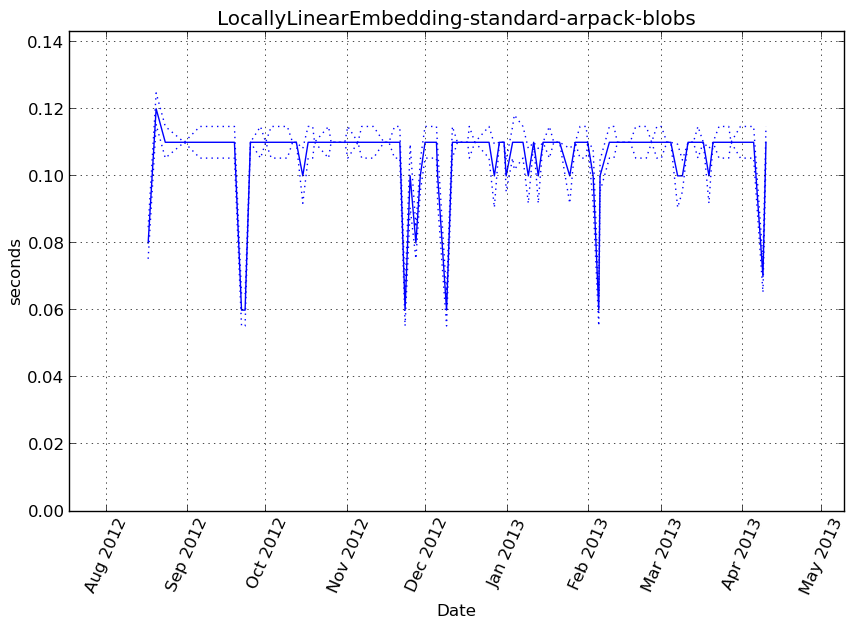 LocallyLinearEmbedding-standard-arpack-blobs
0.14
0.12
0.10
0.08
0.06
0.04
0.02
0.00
seconds
Aug 2012
Sep 2012
Oct 2012
Nov 2012
Dec 2012
Jan 2013
Feb 2013
Mar 2013
Apr 2013
May 2013
Date